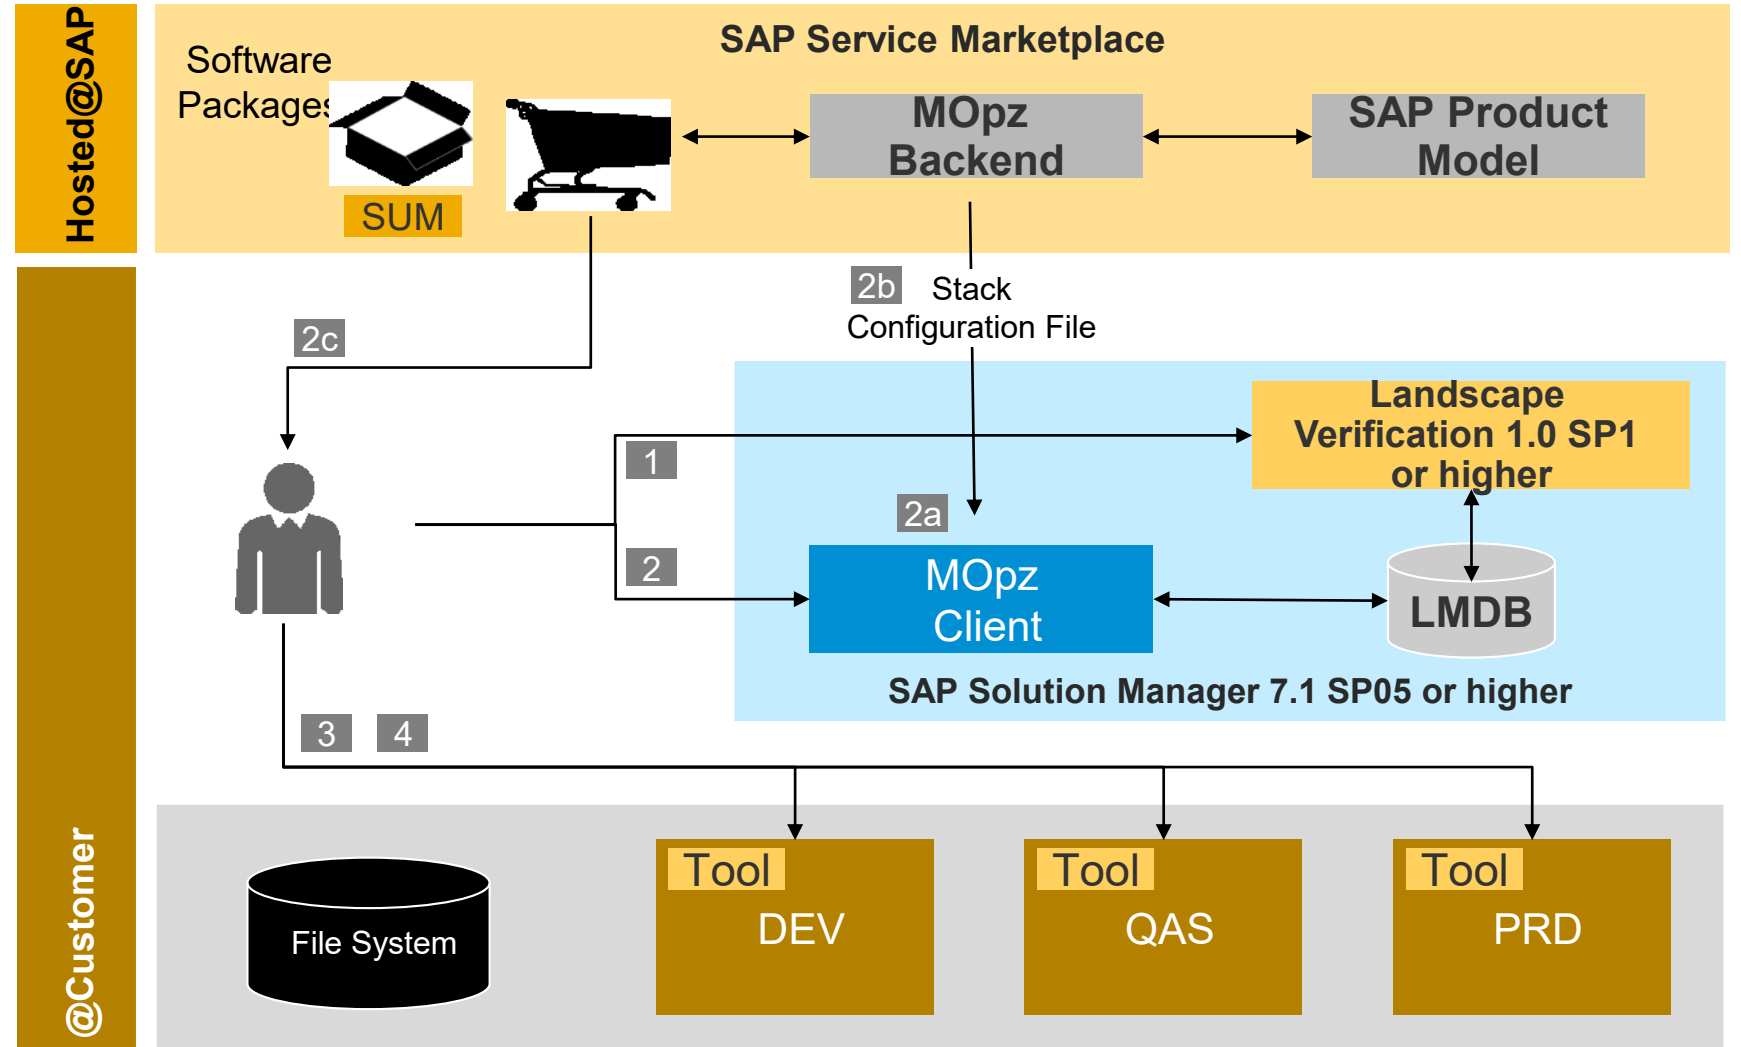 Hosted@SAP
SAP Service Marketplace
Software
Packages
SUM
MOpz
Backend
SAP Product
Model
2b
Stack
Configuration File
2c
Landscape
Verification 1.0 SP1
or higher
1
2a
2
MOpz
Client
LMDB
SAP Solution Manager 7.1 SP05 or higher
3
4
@Customer
File System
Tool
DEV
Tool
QAS
Tool
PRD